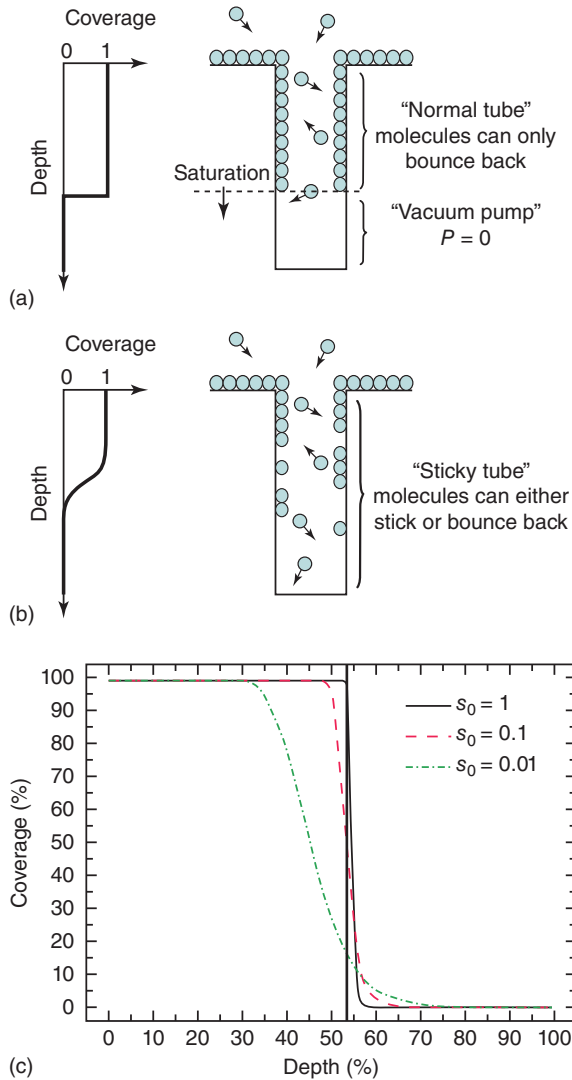 Coverage
0 1
Depth
Saturation
“Normal tube”
molecules can only
bounce back
“Vacuum pump”
P = 0
(a)
Coverage
0 1
Depth
“Sticky tube”
molecules can either
stick or bounce back
(b)
100
90
80
70
60
50
40
30
20
10
0
Coverage (%)
s₀ = 1
s₀ = 0.1
s₀ = 0.01
0 10 20 30 40 50 60 70 80 90 100
Depth (%)
(c)